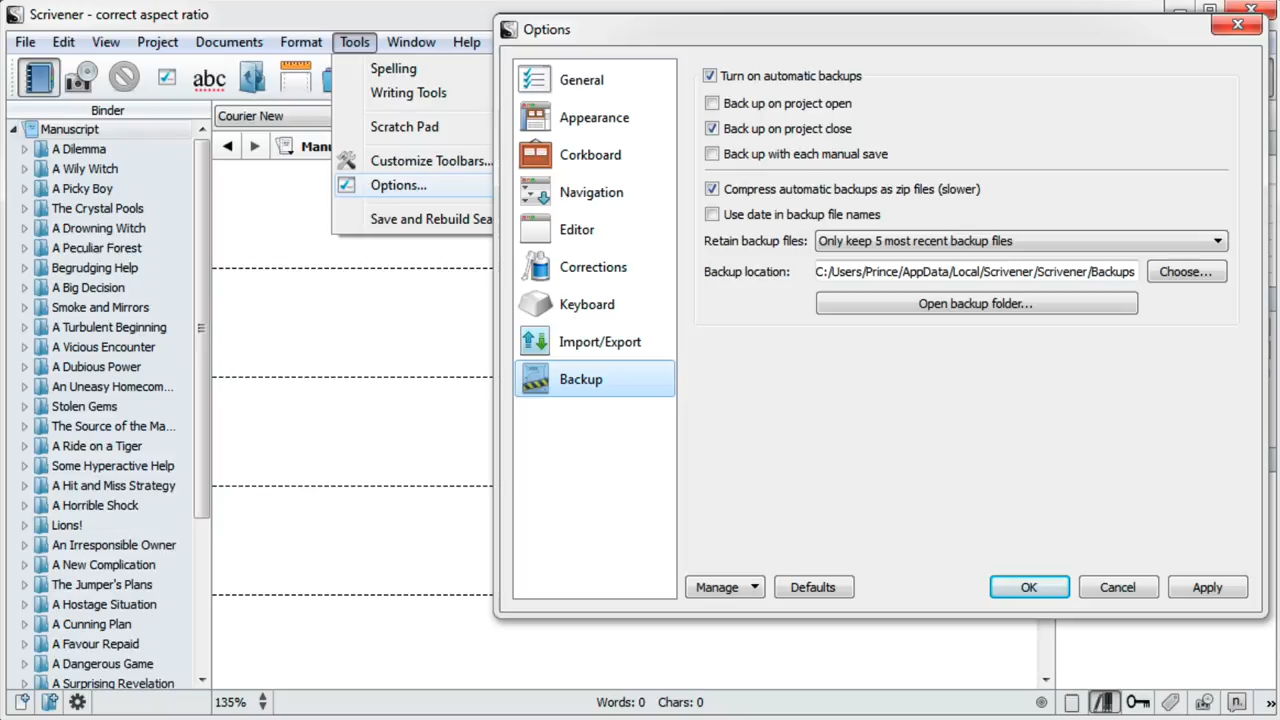 Scrivener - correct aspect ratio
File Edit View Project Documents Format Tools Window Help
abc
Binder
Courier New
Manuscript
A Dilemma
A Wily Witch
A Picky Boy
The Crystal Pools
A Drowning Witch
A Peculiar Forest
Begrudging Help
A Big Decision
Smoke and Mirrors
A Turbulent Beginning
A Vicious Encounter
A Dubious Power
An Uneasy Homecom...
Stolen Gems
The Source of the Ma...
A Ride on a Tiger
Some Hyperactive Help
A Hit and Miss Strategy
A Horrible Shock
Lions!
An Irresponsible Owner
A New Complication
The Jumper's Plans
A Hostage Situation
A Cunning Plan
A Favour Repaid
A Dangerous Game
A Surprising Revelation
Manu
Spelling
Writing Tools
Scratch Pad
Customize Toolbars...
Options...
Save and Rebuild Sea
Options
General
Appearance
Corkboard
Navigation
Editor
Corrections
Keyboard
Import/Export
Backup
Turn on automatic backups
Back up on project open
Back up on project close
Back up with each manual save
Compress automatic backups as zip files (slower)
Use date in backup file names
Retain backup files: Only keep 5 most recent backup files
Backup location: C:/Users/Prince/AppData/Local/Scrivener/Scrivener/Backups Choose...
Open backup folder...
Manage Defaults OK Cancel Apply
135% Words: 0 Chars: 0 n. »